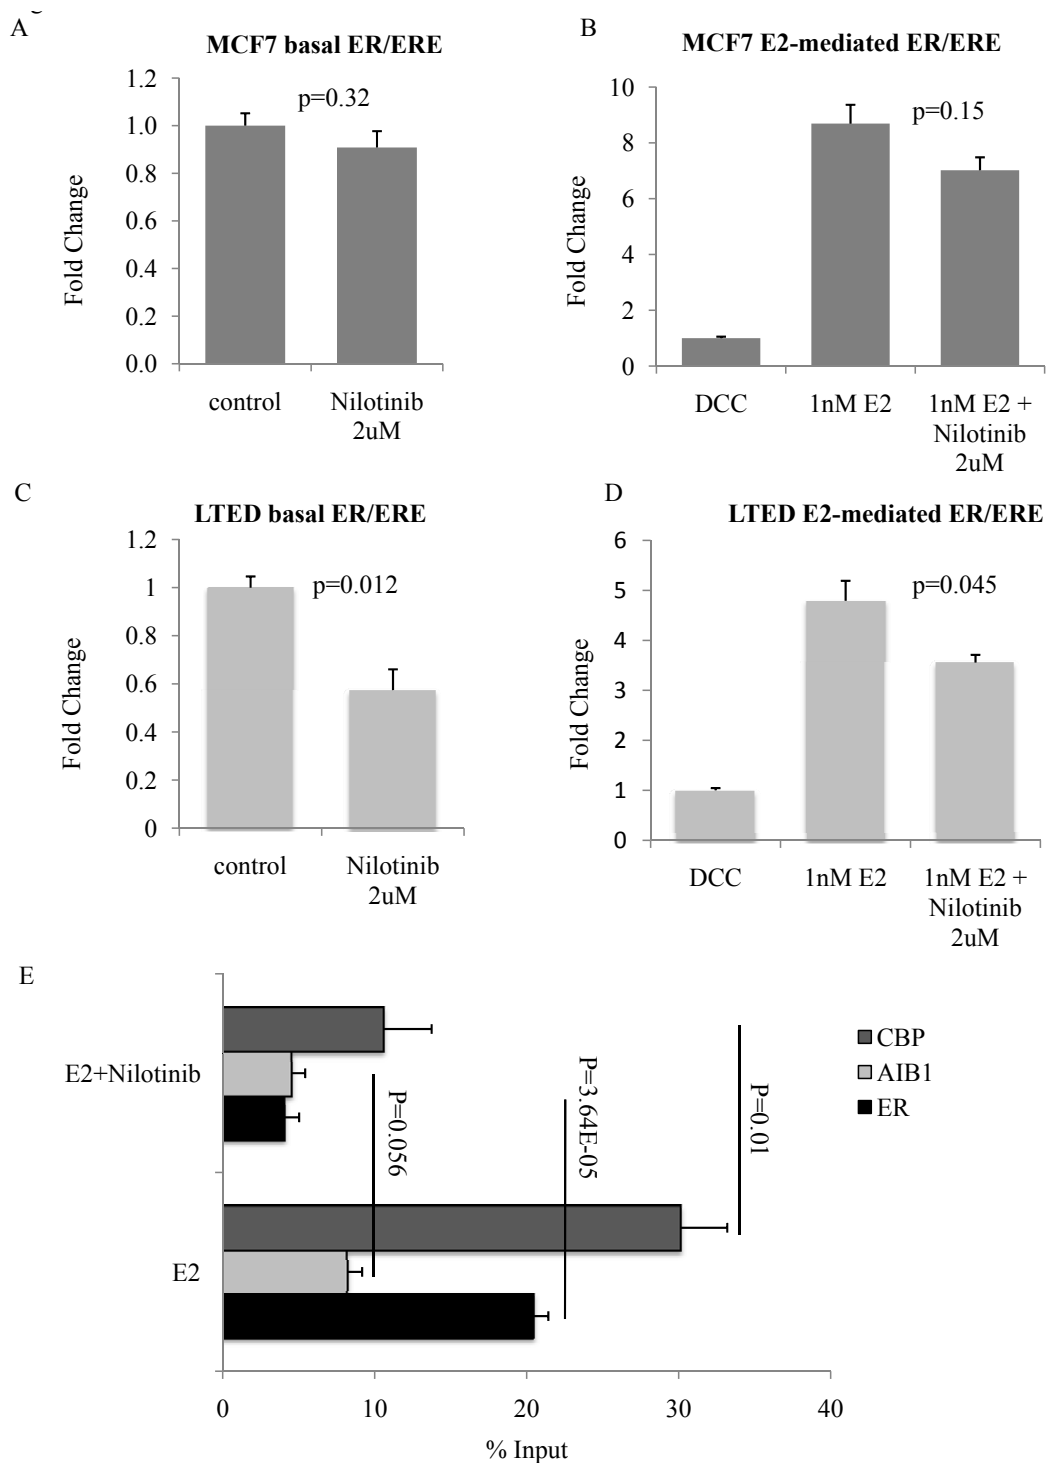 A
MCF7 basal ER/ERE
1.2
1.0
0.8
0.6
0.4
0.2
0.0
Fold Change
p=0.32
control
Nilotinib
2uM
B
MCF7 E2-mediated ER/ERE
10
8
6
4
2
0
Fold Change
p=0.15
DCC
1nM E2
1nM E2 +
Nilotinib
2uM
C
LTED basal ER/ERE
1.2
1
0.8
0.6
0.4
0.2
0
Fold Change
p=0.012
control
Nilotinib
2uM
D
LTED E2-mediated ER/ERE
6
5
4
3
2
1
0
Fold Change
p=0.045
DCC
1nM E2
1nM E2 +
Nilotinib
2uM
E
E2+Nilotinib
E2
P=0.056
P=3.64E-05
P=0.01
CBP
AIB1
ER
0
10
20
30
40
% Input